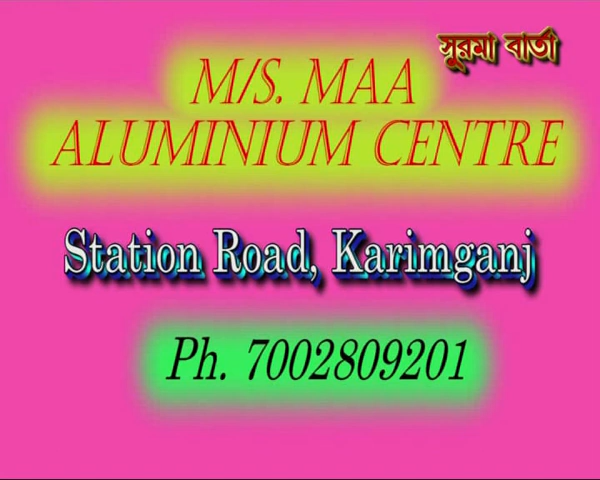 সুরমা বার্তা
M/S. MAA
ALUMINIUM CENTRE
Station Road, Karimganj
Ph. 7002809201